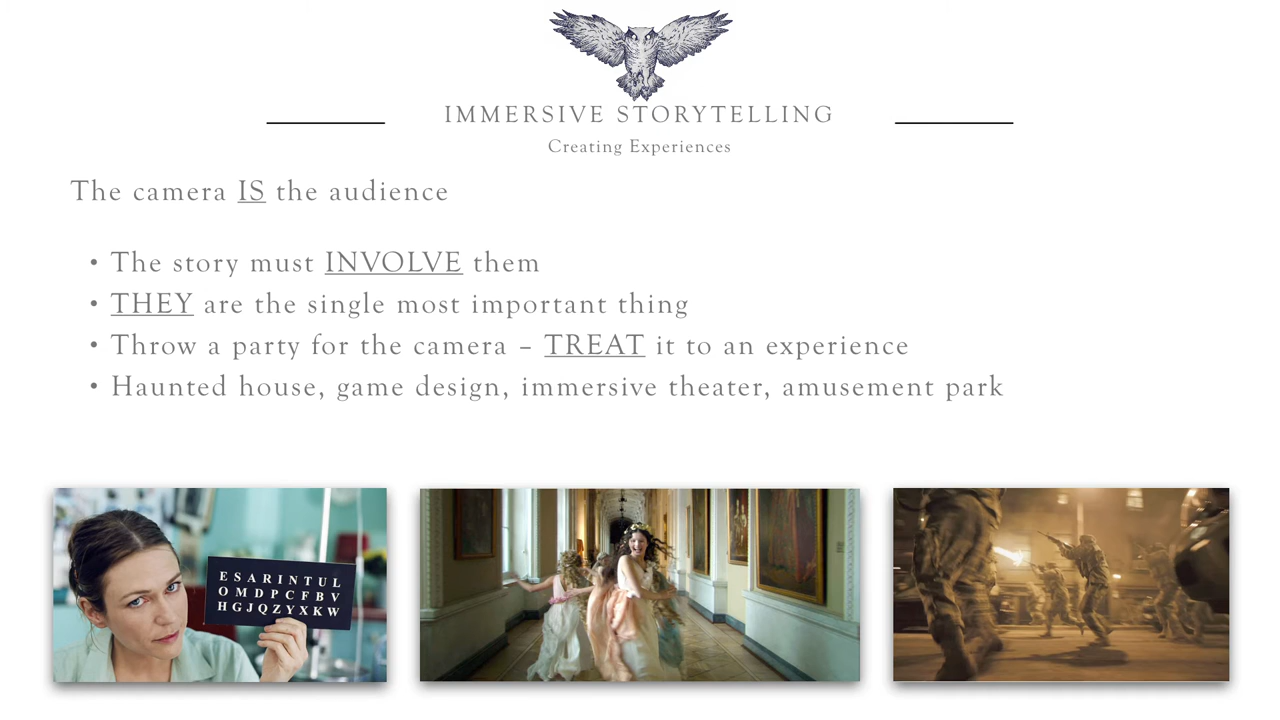 IMMERSIVE STORYTELLING
Creating Experiences
The camera IS the audience
• The story must INVOLVE them
• THEY are the single most important thing
• Throw a party for the camera – TREAT it to an experience
• Haunted house, game design, immersive theater, amusement park
E S A R I N T U L
O M D P C F B V
H G J Q Z Y X K W